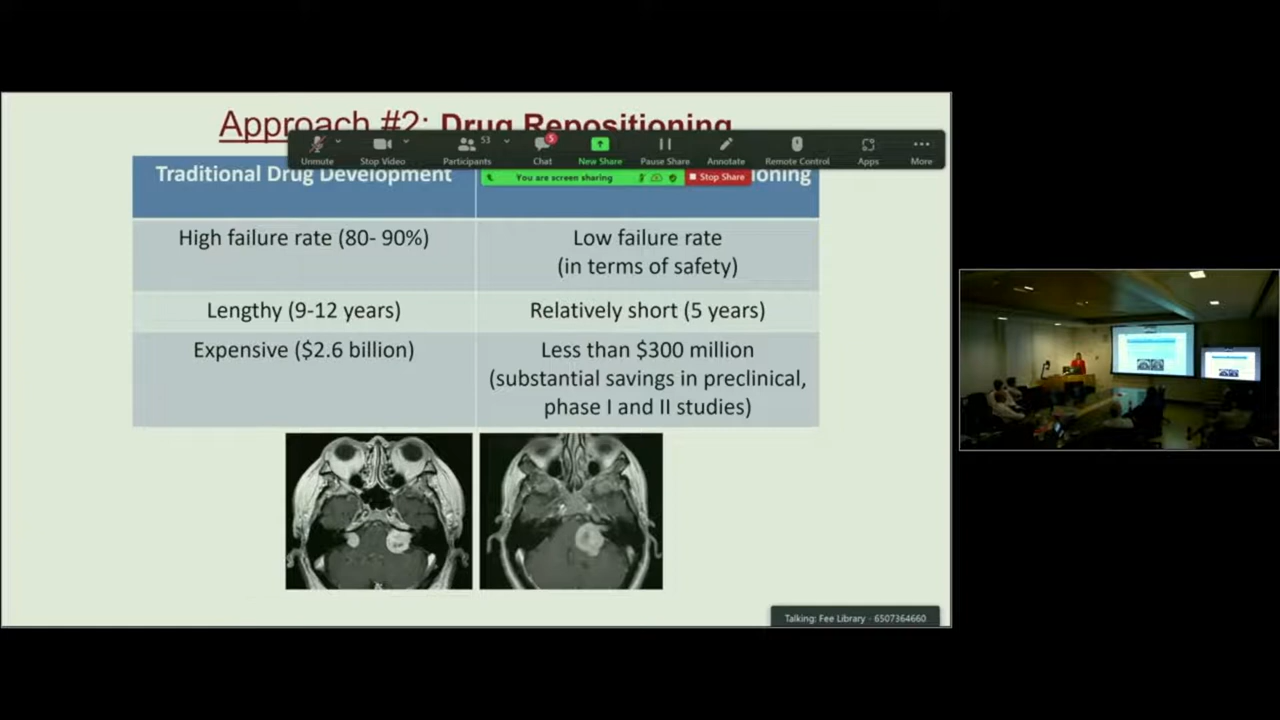 Approach #2: Drug Repositioning
Unmute
Stop Video
53
Participants
5
Chat
New Share
Pause Share
Annotate
Remote Control
Apps
More
You are screen sharing
Stop Share
Traditional Drug Development
ioning
High failure rate (80- 90%)
Low failure rate
(in terms of safety)
Lengthy (9-12 years)
Relatively short (5 years)
Expensive ($2.6 billion)
Less than $300 million
(substantial savings in preclinical,
phase I and II studies)
Talking: Fee Library - 6507364660